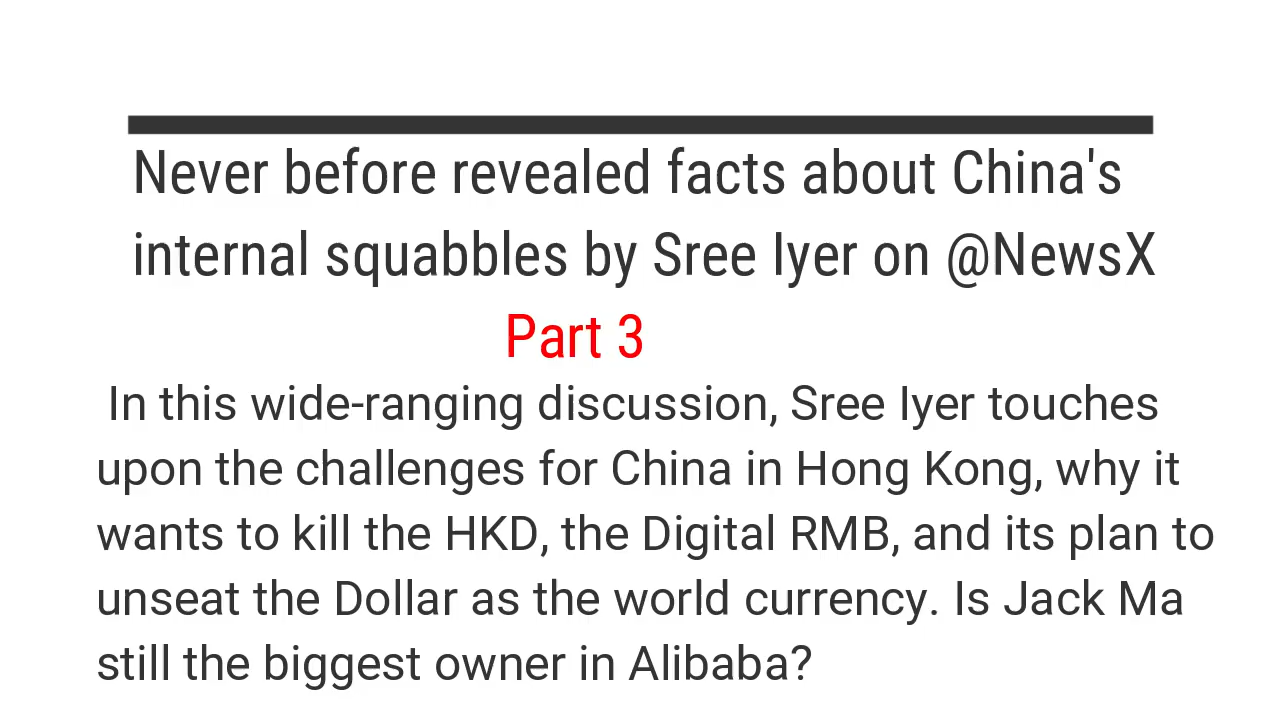 Never before revealed facts about China's
internal squabbles by Sree Iyer on @NewsX
Part 3
In this wide-ranging discussion, Sree Iyer touches
upon the challenges for China in Hong Kong, why it
wants to kill the HKD, the Digital RMB, and its plan to
unseat the Dollar as the world currency. Is Jack Ma
still the biggest owner in Alibaba?